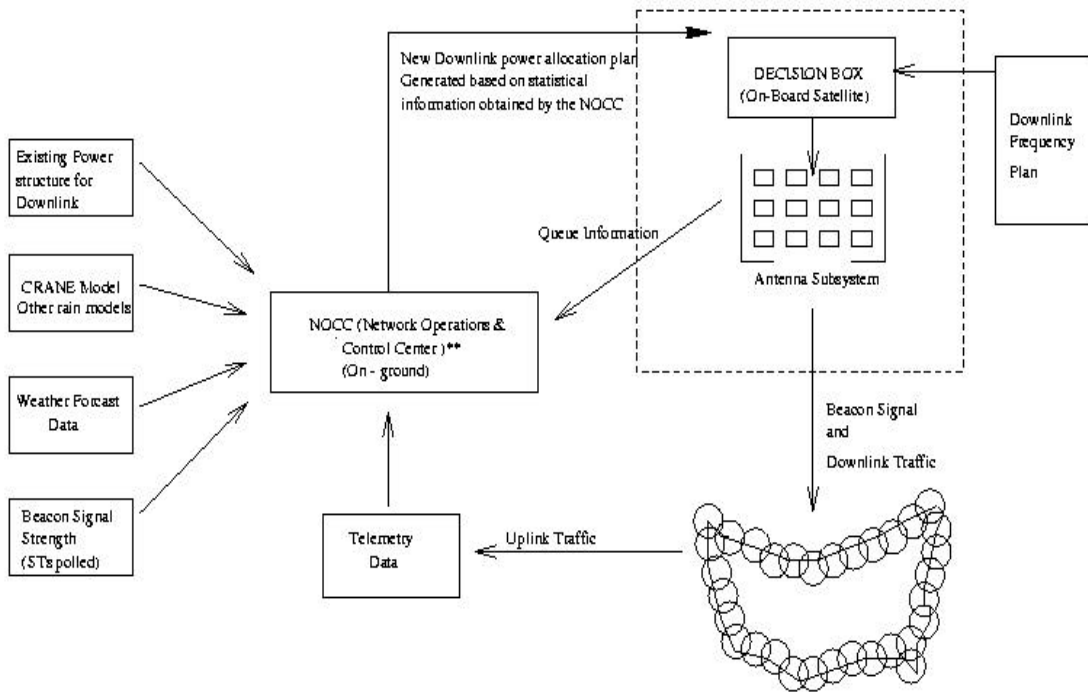 New Downlink power allocation plan
Generated based on statistical
information obtained by the NOCC
DECISION BOX
(On-Board Satellite)
Downlink
Frequency
Plan
Existing Power
structure for
Downlink
CRANE Model
Other rain models
Weather Forcast
Data
Beacon Signal
Strength
(STs polled)
Queue Information
Antenna Subsystem
NOCC (Network Operations &
Control Center )**
(On - ground)
Beacon Signal
and
Downlink Traffic
Telemetry
Data
Uplink Traffic